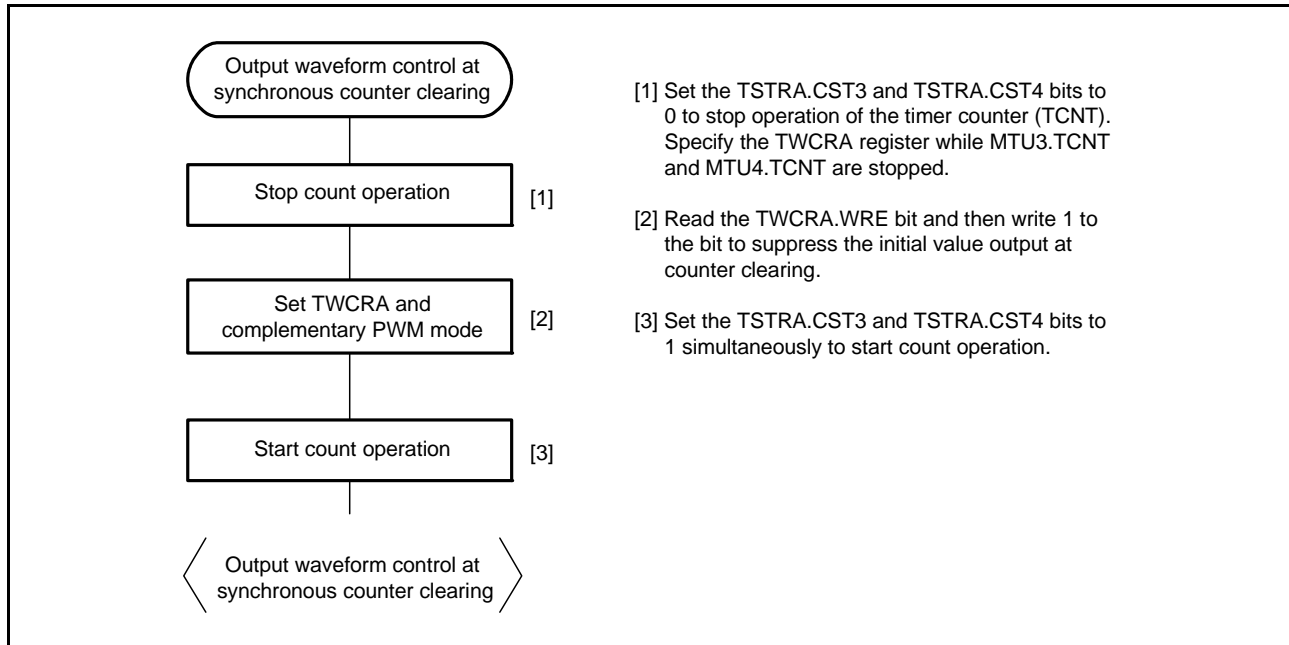 Output waveform control at
synchronous counter clearing
Stop count operation
[1]
Set TWCRA and
complementary PWM mode
[2]
Start count operation
[3]
Output waveform control at
synchronous counter clearing
[1] Set the TSTRA.CST3 and TSTRA.CST4 bits to
0 to stop operation of the timer counter (TCNT).
Specify the TWCRA register while MTU3.TCNT
and MTU4.TCNT are stopped.
[2] Read the TWCRA.WRE bit and then write 1 to
the bit to suppress the initial value output at
counter clearing.
[3] Set the TSTRA.CST3 and TSTRA.CST4 bits to
1 simultaneously to start count operation.